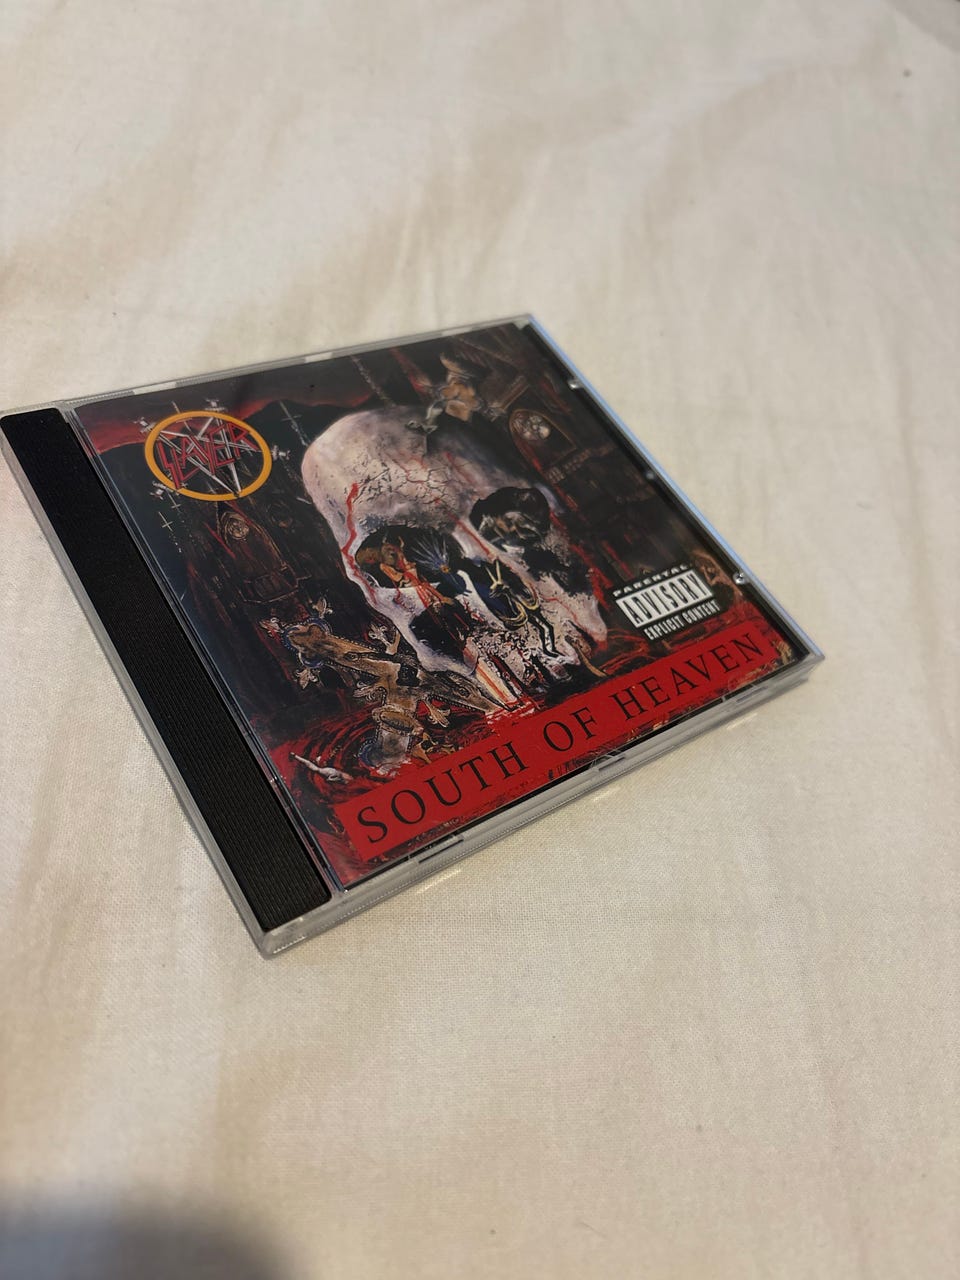 SLAYER
PARENTAL
ADVISORY
EXPLICIT CONTENT
SOUTH OF HEAVEN